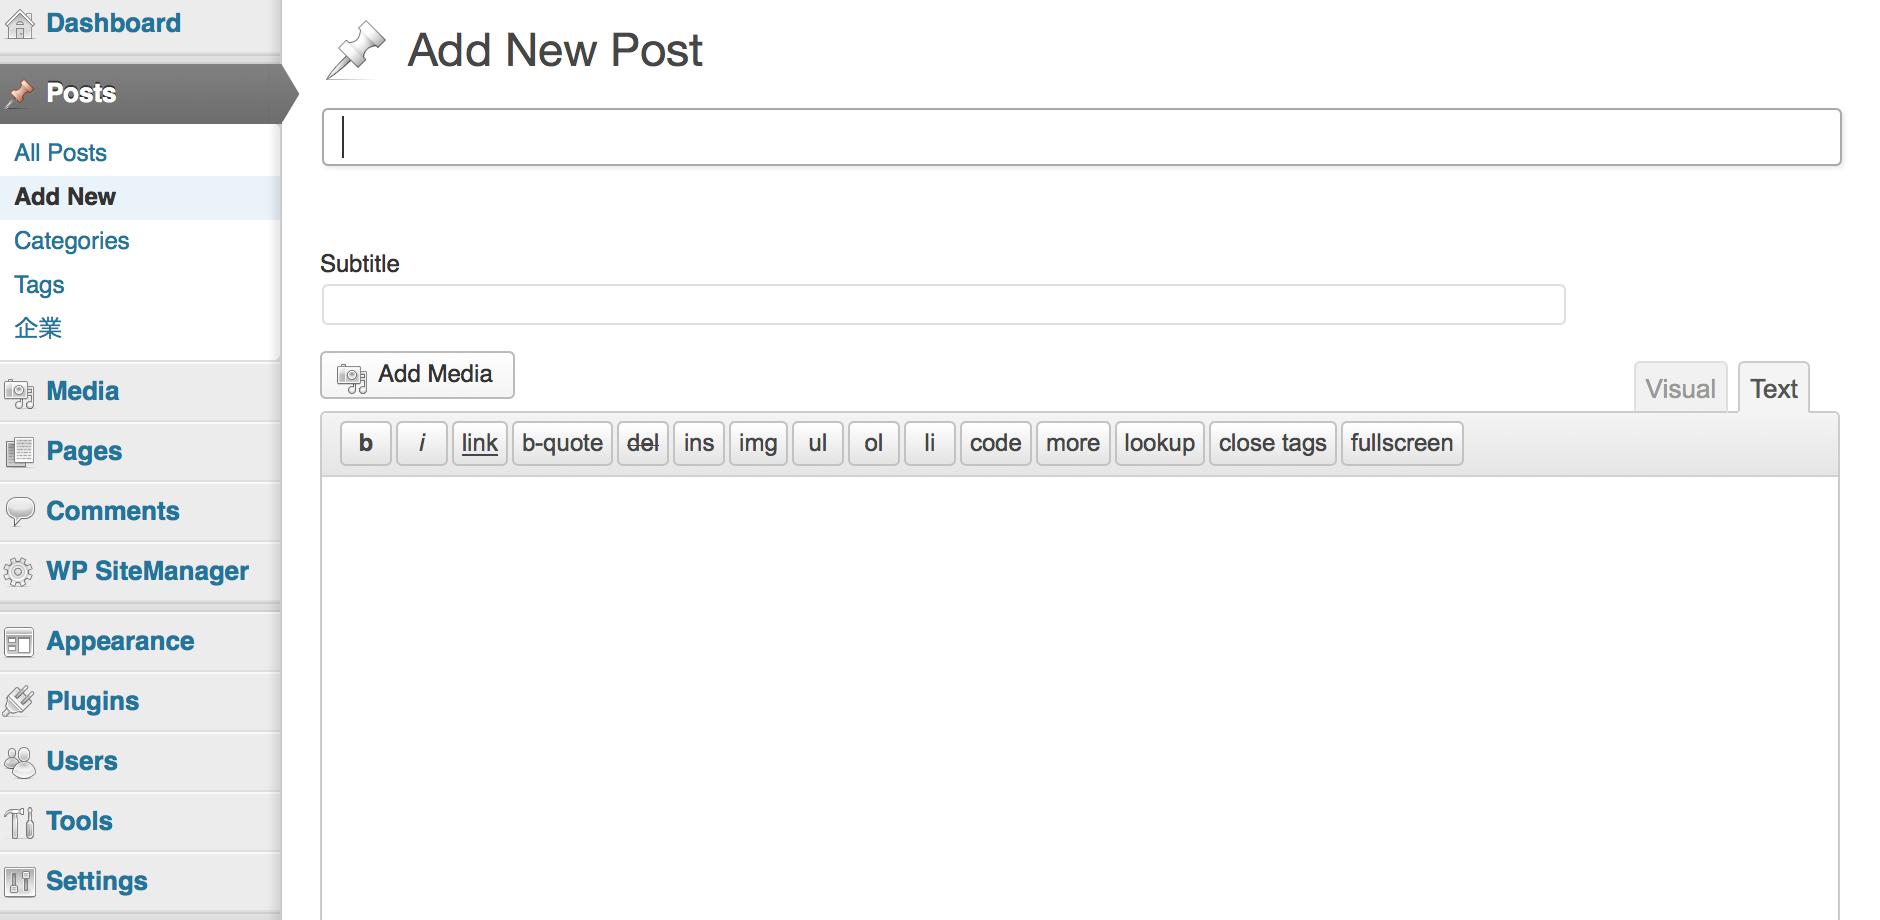 Dashboard
Posts
All Posts
Add New
Categories
Tags
企業
Media
Pages
Comments
WP SiteManager
Appearance
Plugins
Users
Tools
Settings
Add New Post
Subtitle
Add Media
Visual Text
b i link b-quote del ins img ul ol li code more lookup close tags fullscreen